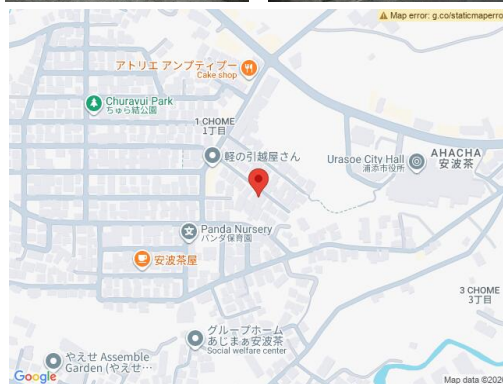 Map error: g.co/staticmaperro
アトリエ アンプティプー
Cake shop
Churavui Park
ちゅら結公園
1 CHOME
1丁目
軽の引越屋さん
AHACHA
安波茶
Urasoe City Hall
浦添市役所
Panda Nursery
パンダ保育園
安波茶屋
3 CHOME
3丁目
グループホーム
あじまぁ安波茶
Social welfare center
やえせ Assemble
Garden (やえせ…
Google
Map data ©2026